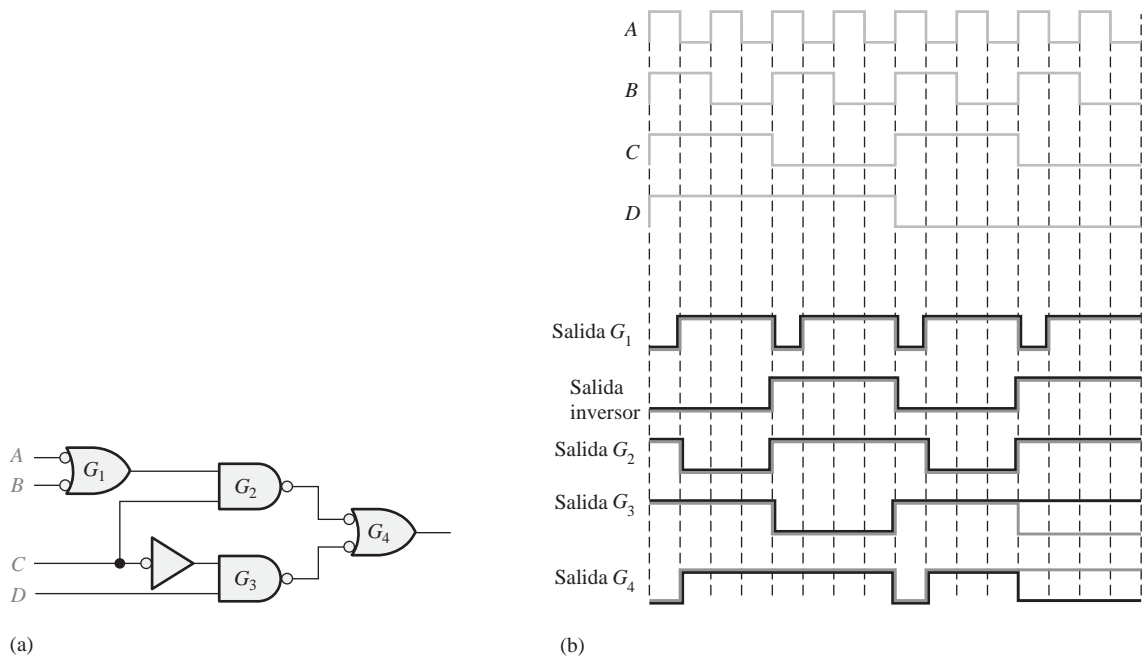 A
B
C
D
G1
G2
G3
G4
(a)
A
B
C
D
Salida G1
Salida
inversor
Salida G2
Salida G3
Salida G4
(b)